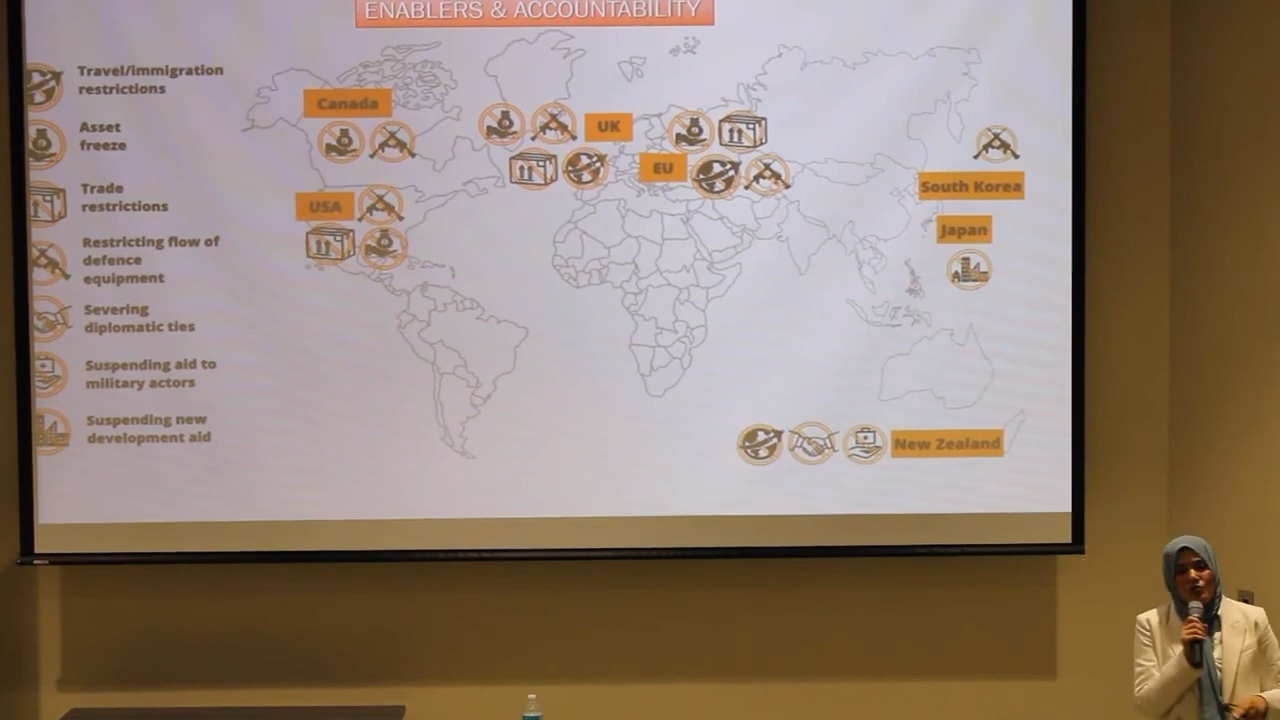 ENABLERS & ACCOUNTABILITY
Travel/immigration
restrictions
Asset
freeze
Trade
restrictions
Restricting flow of
defence
equipment
Severing
diplomatic ties
Suspending aid to
military actors
Suspending new
development aid
Canada
UK
EU
USA
South Korea
Japan
New Zealand